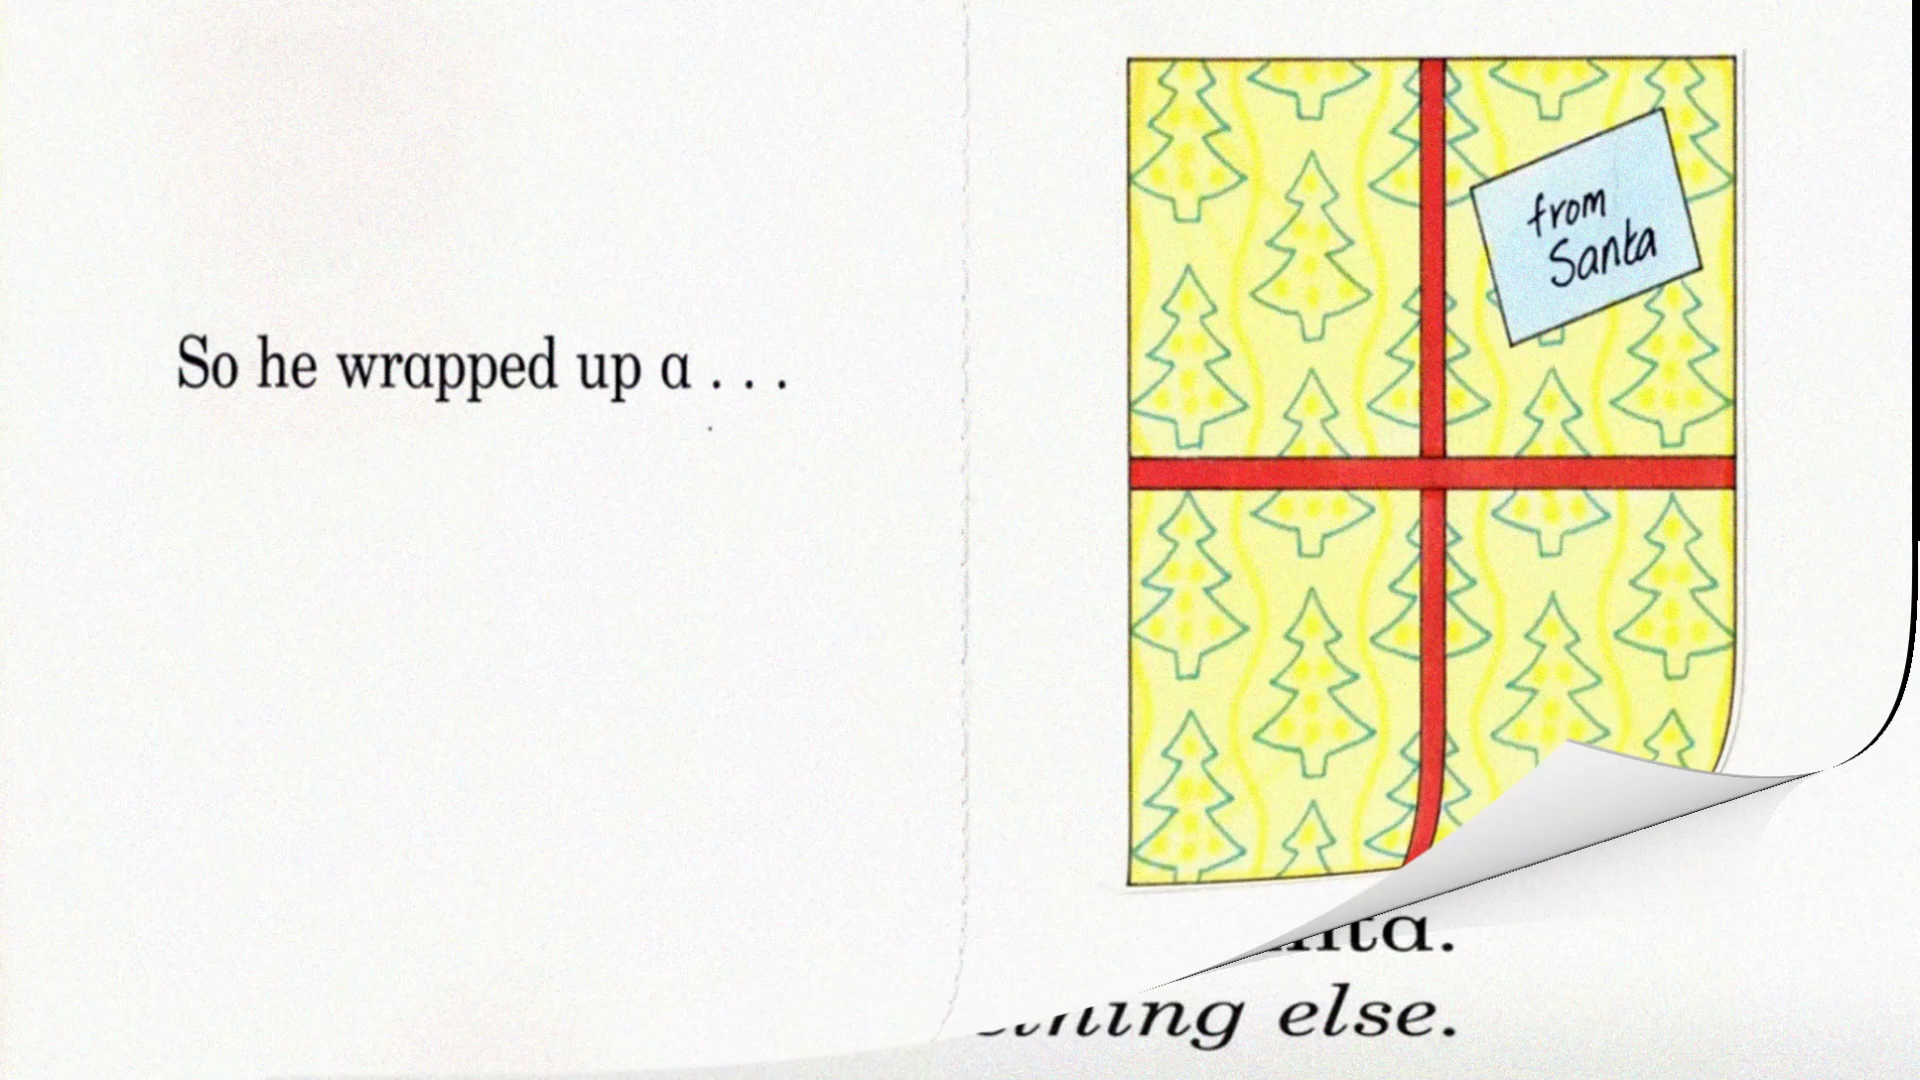 So he wrapped up a . . .
from
Santa
else.